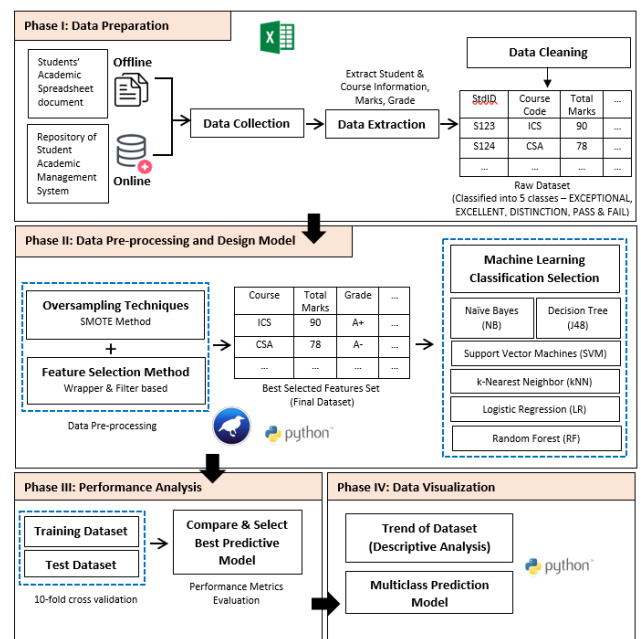 Phase I: Data Preparation
Students'
Academic
Spreadsheet
document
Offline
Repository of
Student
Academic
Management
System
Online
Data Collection
Extract Student &
Course Information,
Marks, Grade
Data Extraction
Data Cleaning
StdID Course Code Total Marks ...
S123 ICS 90 ...
S124 CSA 78 ...
... ... ...
Raw Dataset
(Classified into 5 classes – EXCEPTIONAL,
EXCELLENT, DISTINCTION, PASS & FAIL)
Phase II: Data Pre-processing and Design Model
Oversampling Techniques
SMOTE Method
+
Feature Selection Method
Wrapper & Filter based
Data Pre-processing
Course Total Marks Grade ...
ICS 90 A+ ...
CSA 78 A- ...
... ... ... ...
Best Selected Features Set
(Final Dataset)
python™
Machine Learning
Classification Selection
Naïve Bayes
(NB)
Decision Tree
(J48)
Support Vector Machines (SVM)
k-Nearest Neighbor (kNN)
Logistic Regression (LR)
Random Forest (RF)
Phase III: Performance Analysis
Training Dataset
Test Dataset
10-fold cross validation
Compare & Select
Best Predictive
Model
Performance Metrics
Evaluation
Phase IV: Data Visualization
Trend of Dataset
(Descriptive Analysis)
Multiclass Prediction
Model
python™